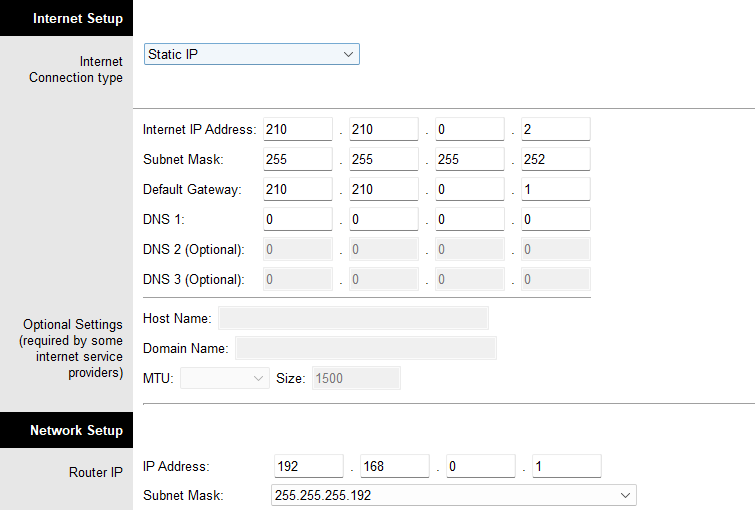 Internet Setup
Internet
Connection type
Static IP
Internet IP Address: 210 . 210 . 0 . 2
Subnet Mask: 255 . 255 . 255 . 252
Default Gateway: 210 . 210 . 0 . 1
DNS 1: 0 . 0 . 0 . 0
DNS 2 (Optional): 0 . 0 . 0 . 0
DNS 3 (Optional): 0 . 0 . 0 . 0
Optional Settings
(required by some
internet service
providers)
Host Name:
Domain Name:
MTU: Size: 1500
Network Setup
Router IP
IP Address: 192 . 168 . 0 . 1
Subnet Mask: 255.255.255.192